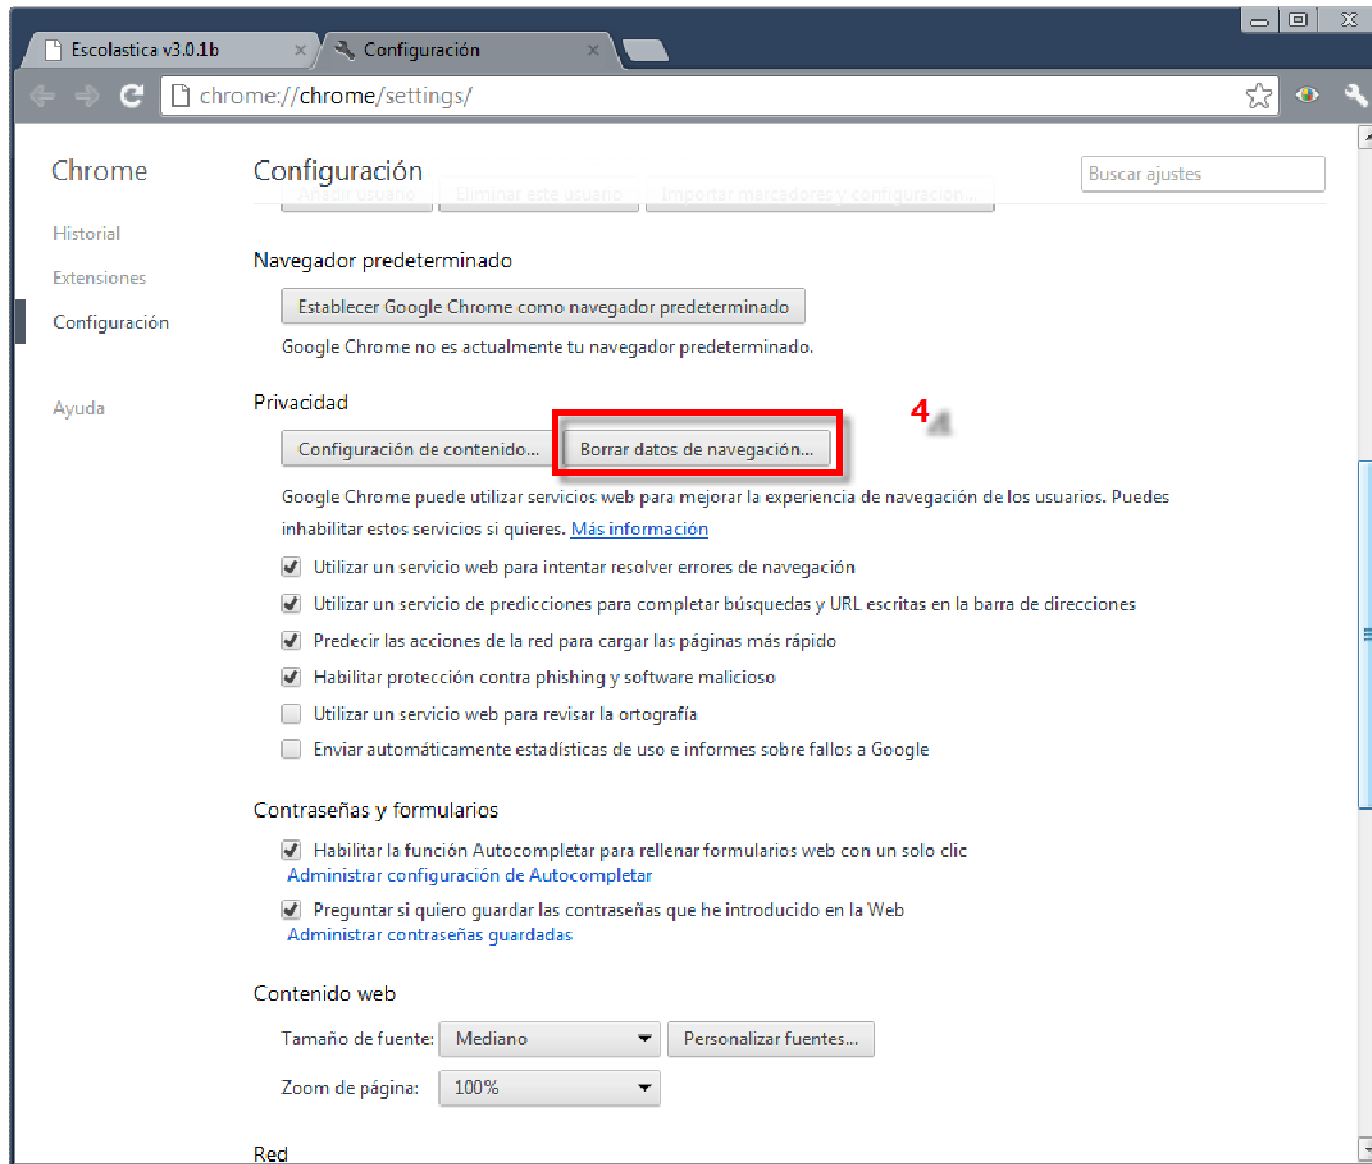 Escolastica v3.0.1b
Configuración
chrome://chrome/settings/
Chrome
Configuración
Buscar ajustes
Añadir usuario
Eliminar este usuario
Importar marcadores y configuración...
Historial
Extensiones
Configuración
Ayuda
Navegador predeterminado
Establecer Google Chrome como navegador predeterminado
Google Chrome no es actualmente tu navegador predeterminado.
Privacidad
4
Configuración de contenido...
Borrar datos de navegación...
Google Chrome puede utilizar servicios web para mejorar la experiencia de navegación de los usuarios. Puedes
inhabilitar estos servicios si quieres. Más información
Utilizar un servicio web para intentar resolver errores de navegación
Utilizar un servicio de predicciones para completar búsquedas y URL escritas en la barra de direcciones
Predecir las acciones de la red para cargar las páginas más rápido
Habilitar protección contra phishing y software malicioso
Utilizar un servicio web para revisar la ortografía
Enviar automáticamente estadísticas de uso e informes sobre fallos a Google
Contraseñas y formularios
Habilitar la función Autocompletar para rellenar formularios web con un solo clic
Administrar configuración de Autocompletar
Preguntar si quiero guardar las contraseñas que he introducido en la Web
Administrar contraseñas guardadas
Contenido web
Tamaño de fuente: Mediano
Personalizar fuentes...
Zoom de página: 100%
Red